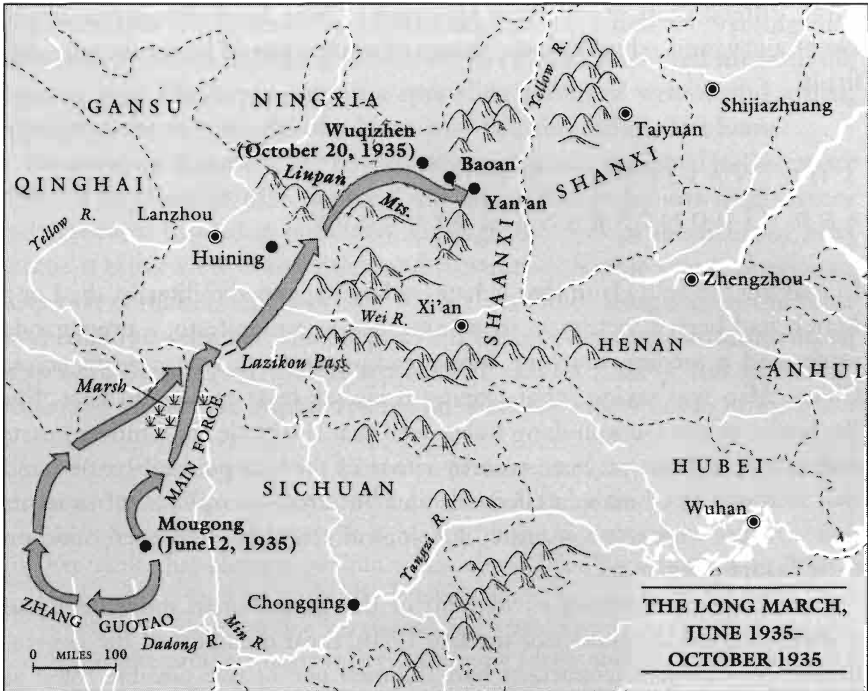 GANSU
NINGXIA
Yellow R.
Shijiazhuang
Taiyuan
Wuqizhen
(October 20, 1935)
Baoan
SHANXI
QINGHAI
Liupan
Mts.
Yan'an
Yellow R.
Lanzhou
Huining
SHAANXI
Zhengzhou
Wei R.
Xi'an
Lazikou Pass
HENAN
Marsh
ANHUI
MAIN FORCE
SICHUAN
HUBEI
Mougong
(June12, 1935)
Wuhan
Yangzi R.
Chongqing
ZHANG GUOTAO
Dadong R.
Min R.
0 MILES 100
THE LONG MARCH,
JUNE 1935–
OCTOBER 1935